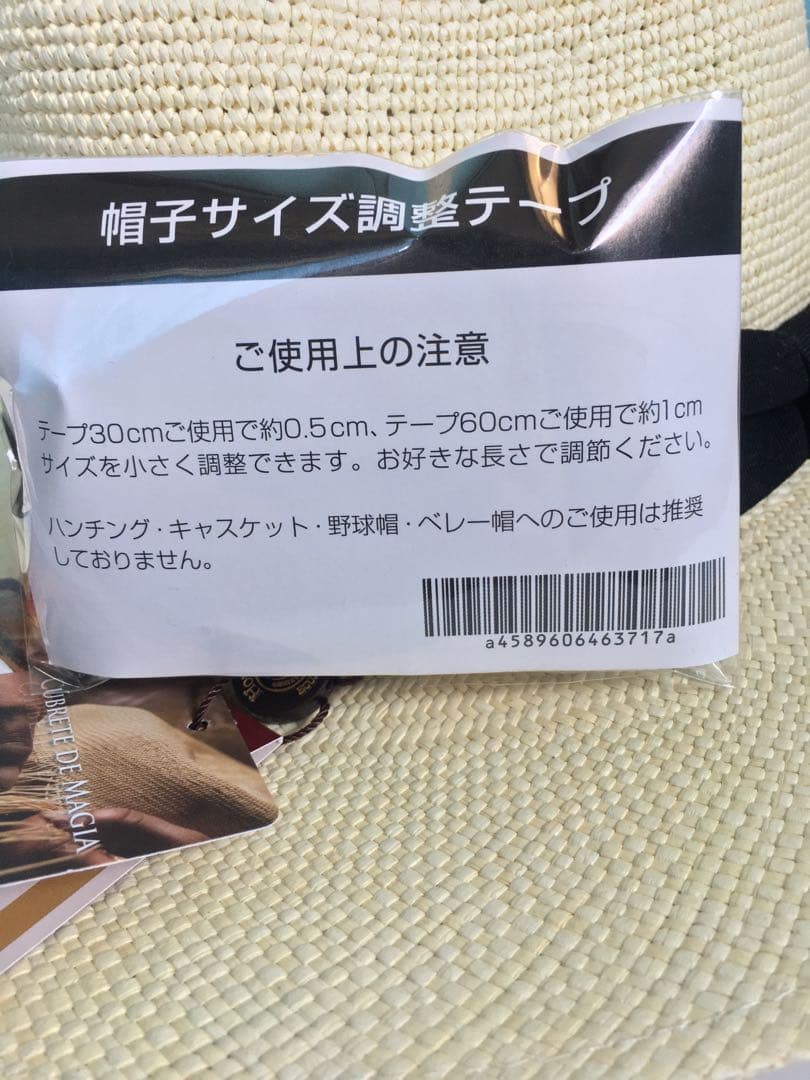 帽子サイズ調整テープ
ご使用上の注意
テープ30cmご使用で約0.5cm、テープ60cmご使用で約1cm
サイズを小さく調整できます。お好きな長さで調節ください。
ハンチング・キャスケット・野球帽・ベレー帽へのご使用は推奨
しておりません。
a4589606463717a
UBRETE DE MAGIA